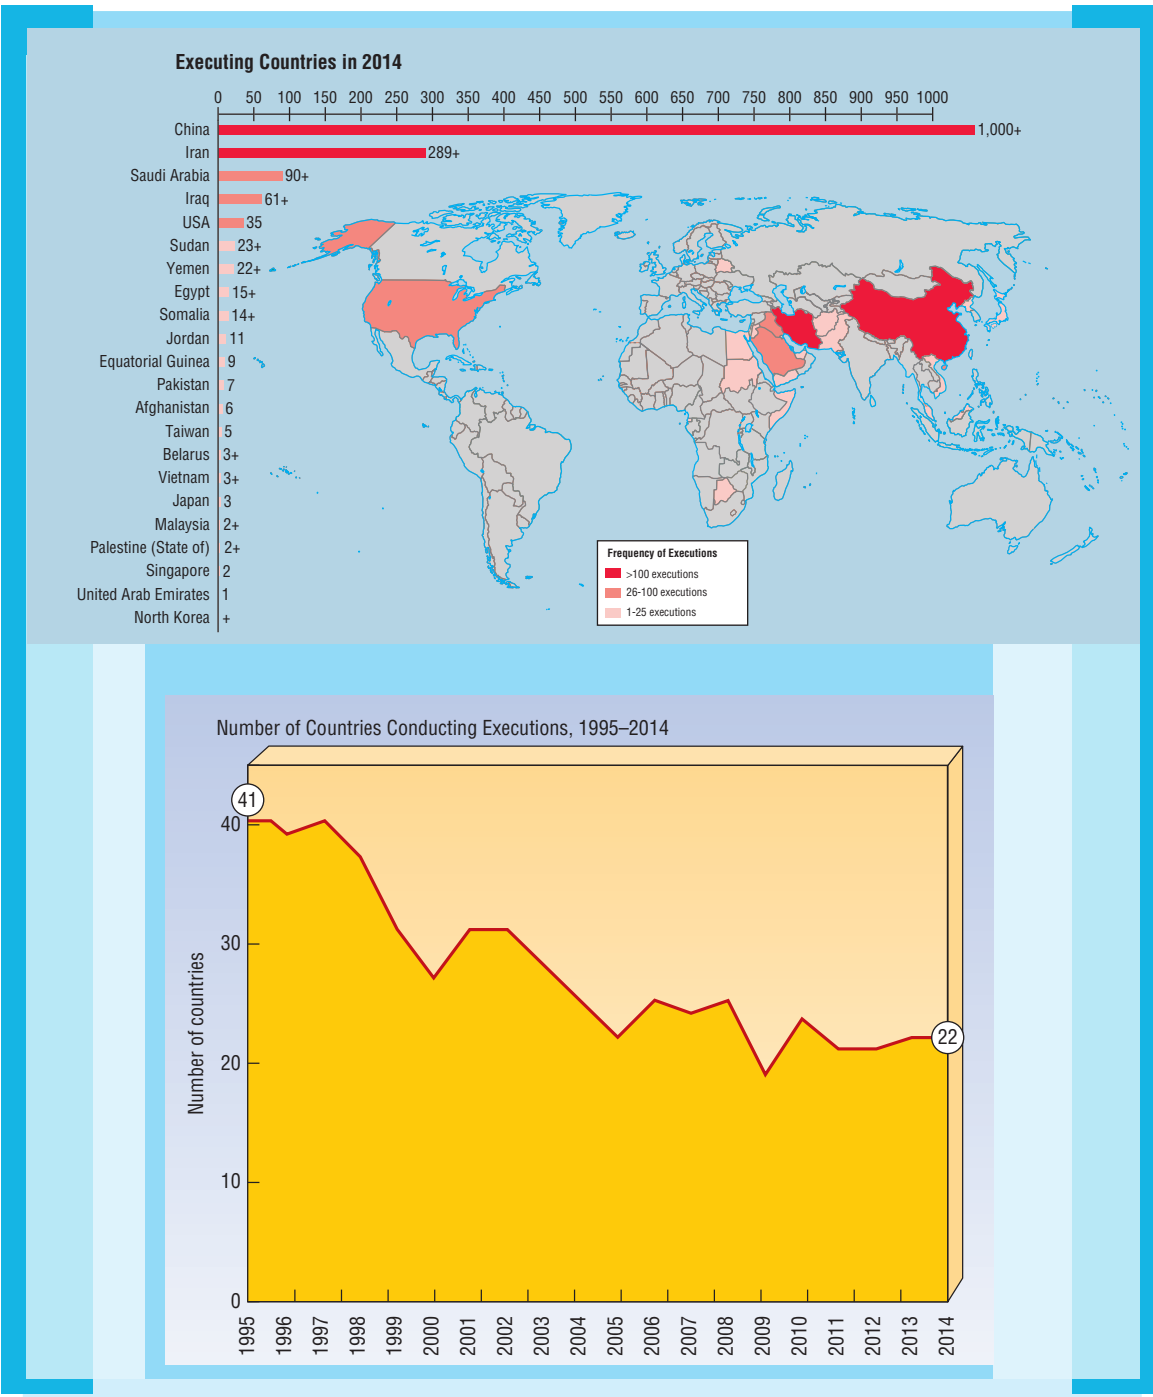 Executing Countries in 2014
0 50 100 150 200 250 300 350 400 450 500 550 600 650 700 750 800 850 900 950 1000
China 1,000+
Iran 289+
Saudi Arabia 90+
Iraq 61+
USA 35
Sudan 23+
Yemen 22+
Egypt 15+
Somalia 14+
Jordan 11
Equatorial Guinea 9
Pakistan 7
Afghanistan 6
Taiwan 5
Belarus 3+
Vietnam 3+
Japan 3
Malaysia 2+
Palestine (State of) 2+
Singapore 2
United Arab Emirates 1
North Korea +
Frequency of Executions
>100 executions
26-100 executions
1-25 executions
Number of Countries Conducting Executions, 1995–2014
41
40
30
22
20
10
0
Number of countries
1995 1996 1997 1998 1999 2000 2001 2002 2003 2004 2005 2006 2007 2008 2009 2010 2011 2012 2013 2014